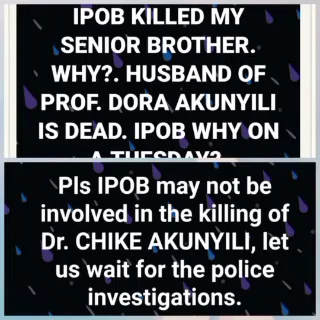 IPOB KILLED MY
SENIOR BROTHER.
WHY?. HUSBAND OF
PROF. DORA AKUNYILI
IS DEAD. IPOB WHY ON
A TUESDAY?
Pls IPOB may not be
involved in the killing of
Dr. CHIKE AKUNYILI, let
us wait for the police
investigations.